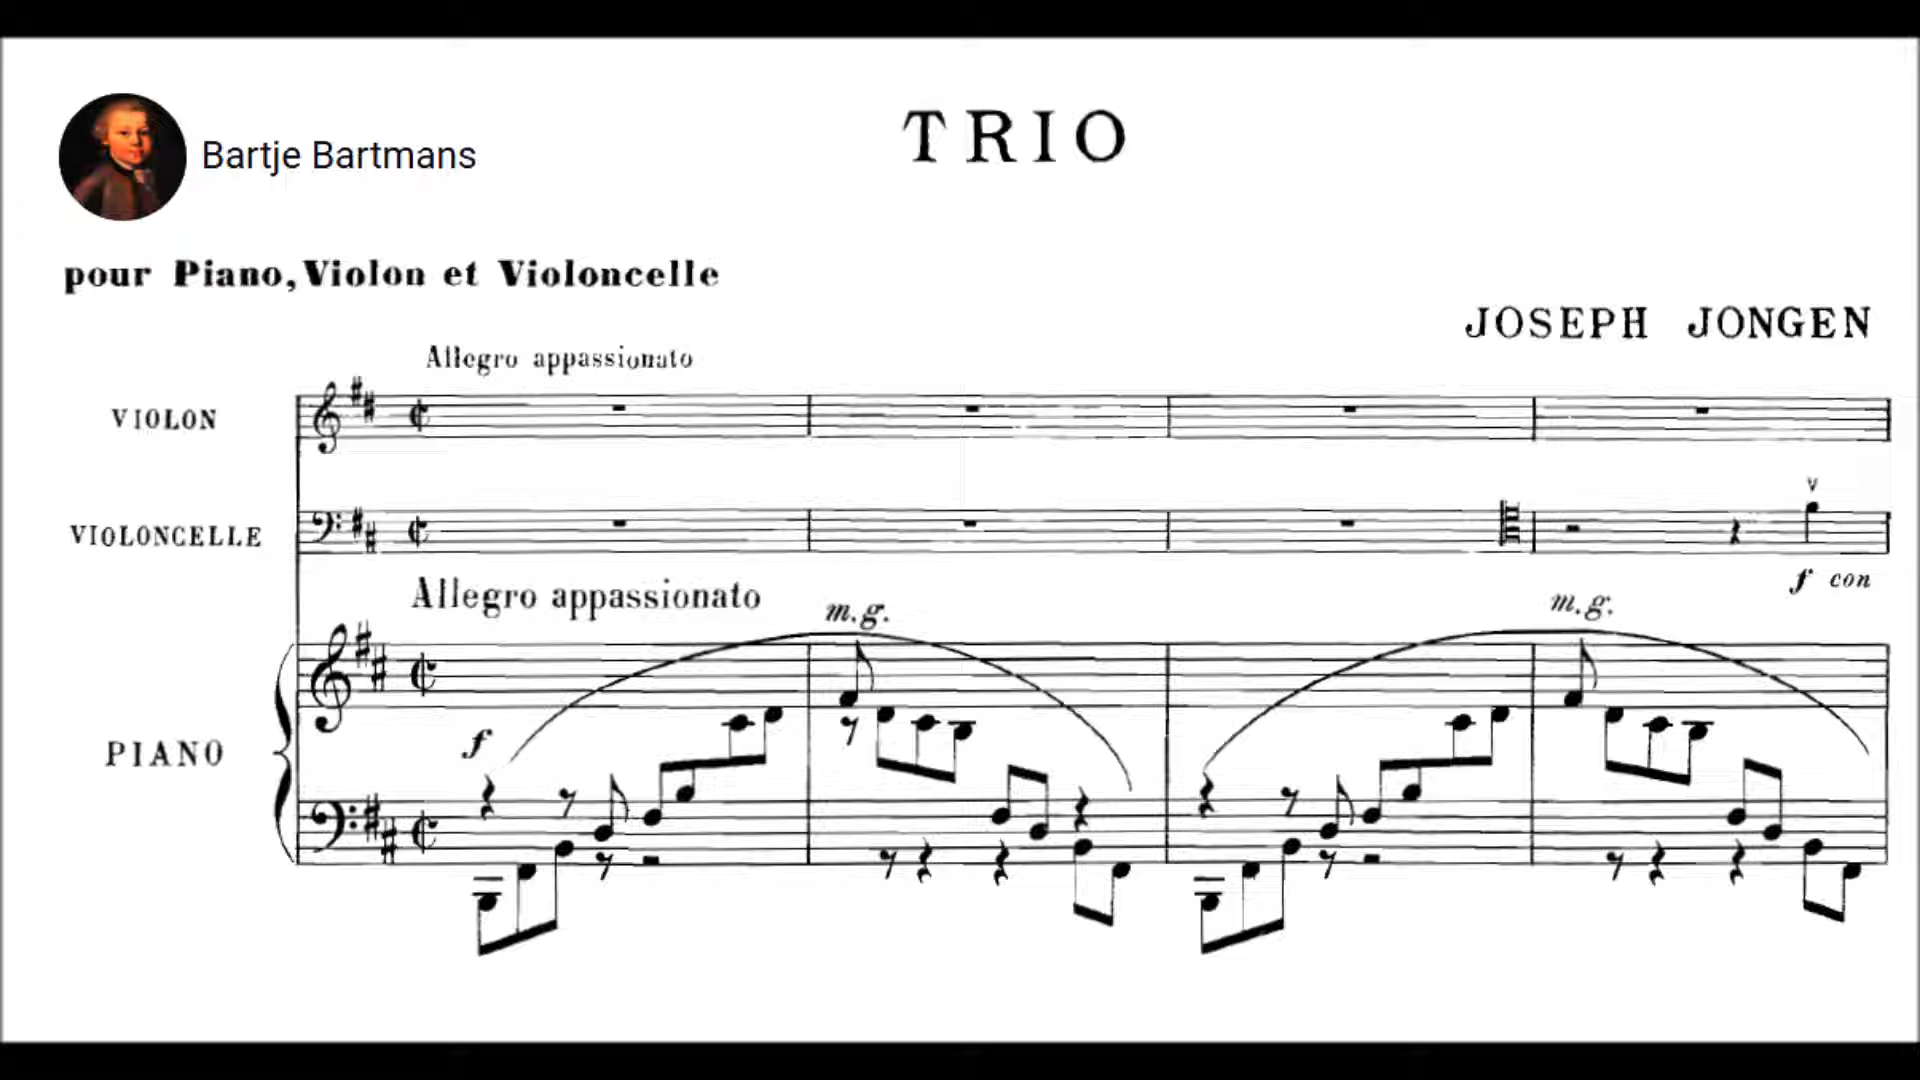 TRIO
Bartje Bartmans
pour Piano, Violon et Violoncelle
JOSEPH JONGEN
Allegro appassionato
VIOLON
VIOLONCELLE
f con
Allegro appassionato
m.g.
m.g.
f
PIANO